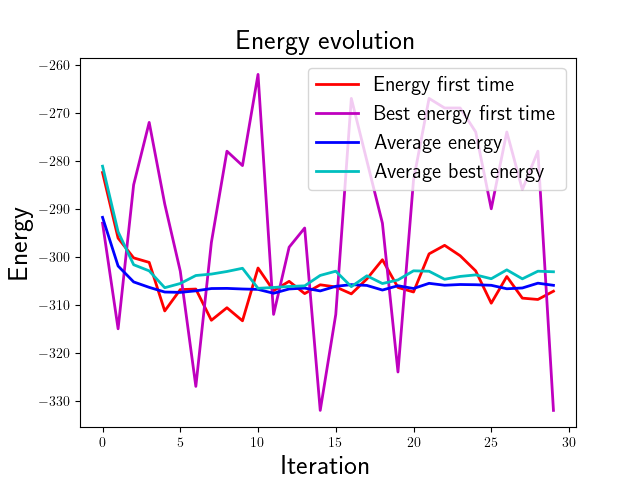 Energy evolution
−260
−270
−280
−290
−300
−310
−320
−330
Energy
Energy first time
Best energy first time
Average energy
Average best energy
0 5 10 15 20 25 30
Iteration